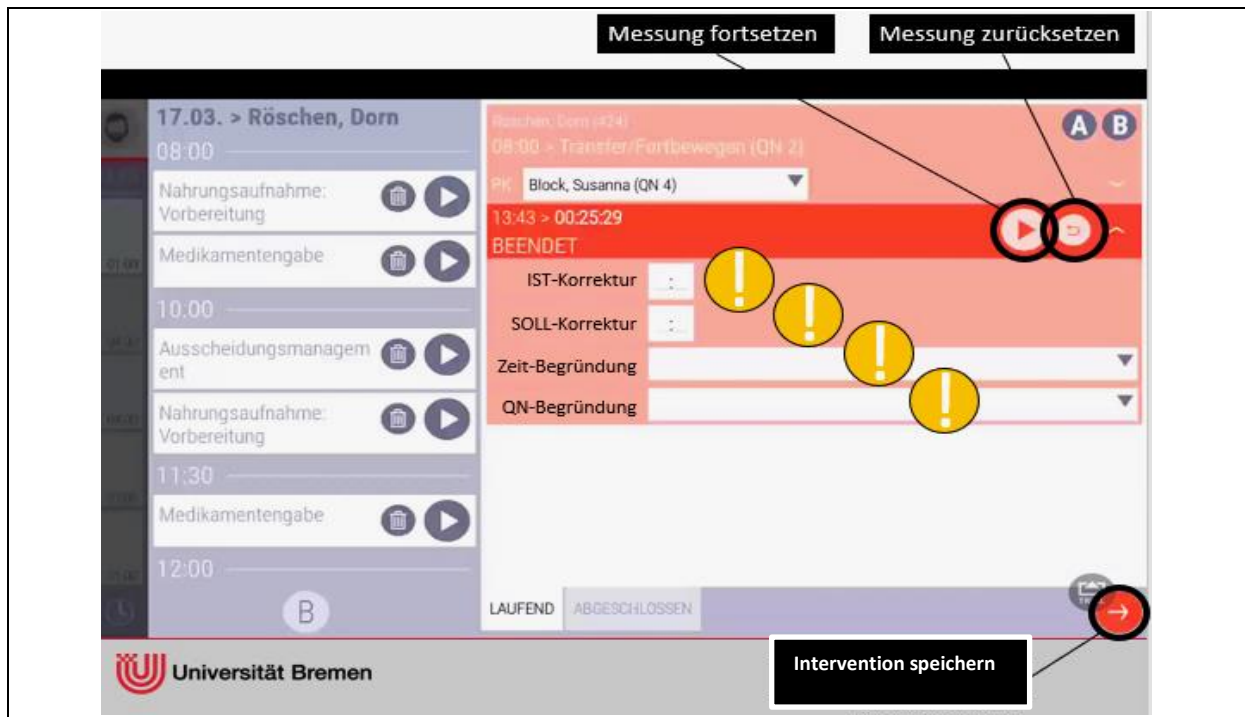 Messung fortsetzen
Messung zurücksetzen
17.03. > Röschen, Dorn
08:00
Nahrungsaufnahme:
Vorbereitung
Medikamentengabe
10:00
Ausscheidungsmanagem
ent
Nahrungsaufnahme:
Vorbereitung
11:30
Medikamentengabe
12:00
B
Röschen, Dorn (#24)
08:00 > Transfer/Fortbewegen (QN 2)
A B
PK Block, Susanna (QN 4)
13:43 > 00:25:29
BEENDET
IST-Korrektur :
SOLL-Korrektur :
Zeit-Begründung
QN-Begründung
LAUFEND ABGESCHLOSSEN
Intervention speichern
Universität Bremen